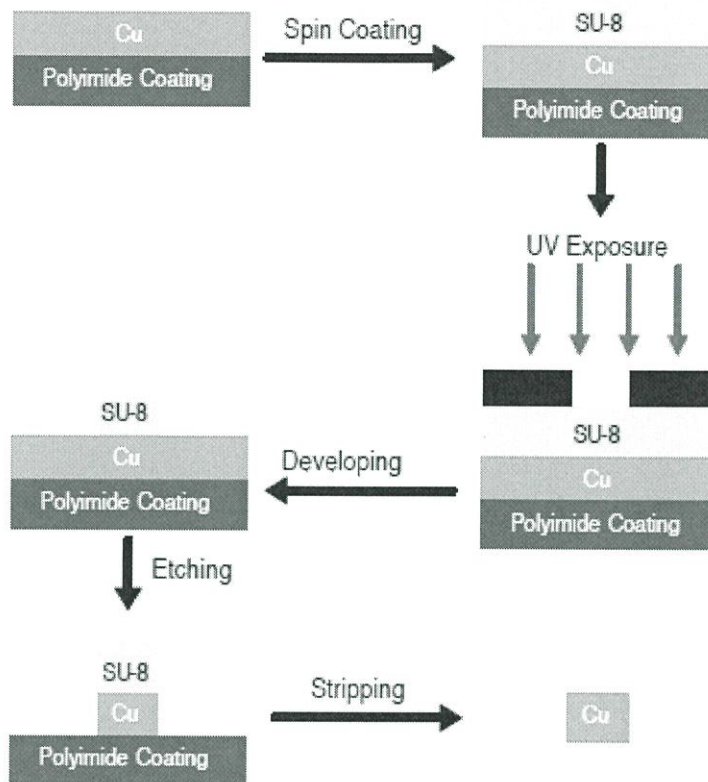 Cu
Polyimide Coating
Spin Coating
SU-8
Cu
Polyimide Coating
UV Exposure
SU-8
Cu
Polyimide Coating
Developing
SU-8
Cu
Polyimide Coating
Etching
SU-8
Cu
Polyimide Coating
Stripping
Cu